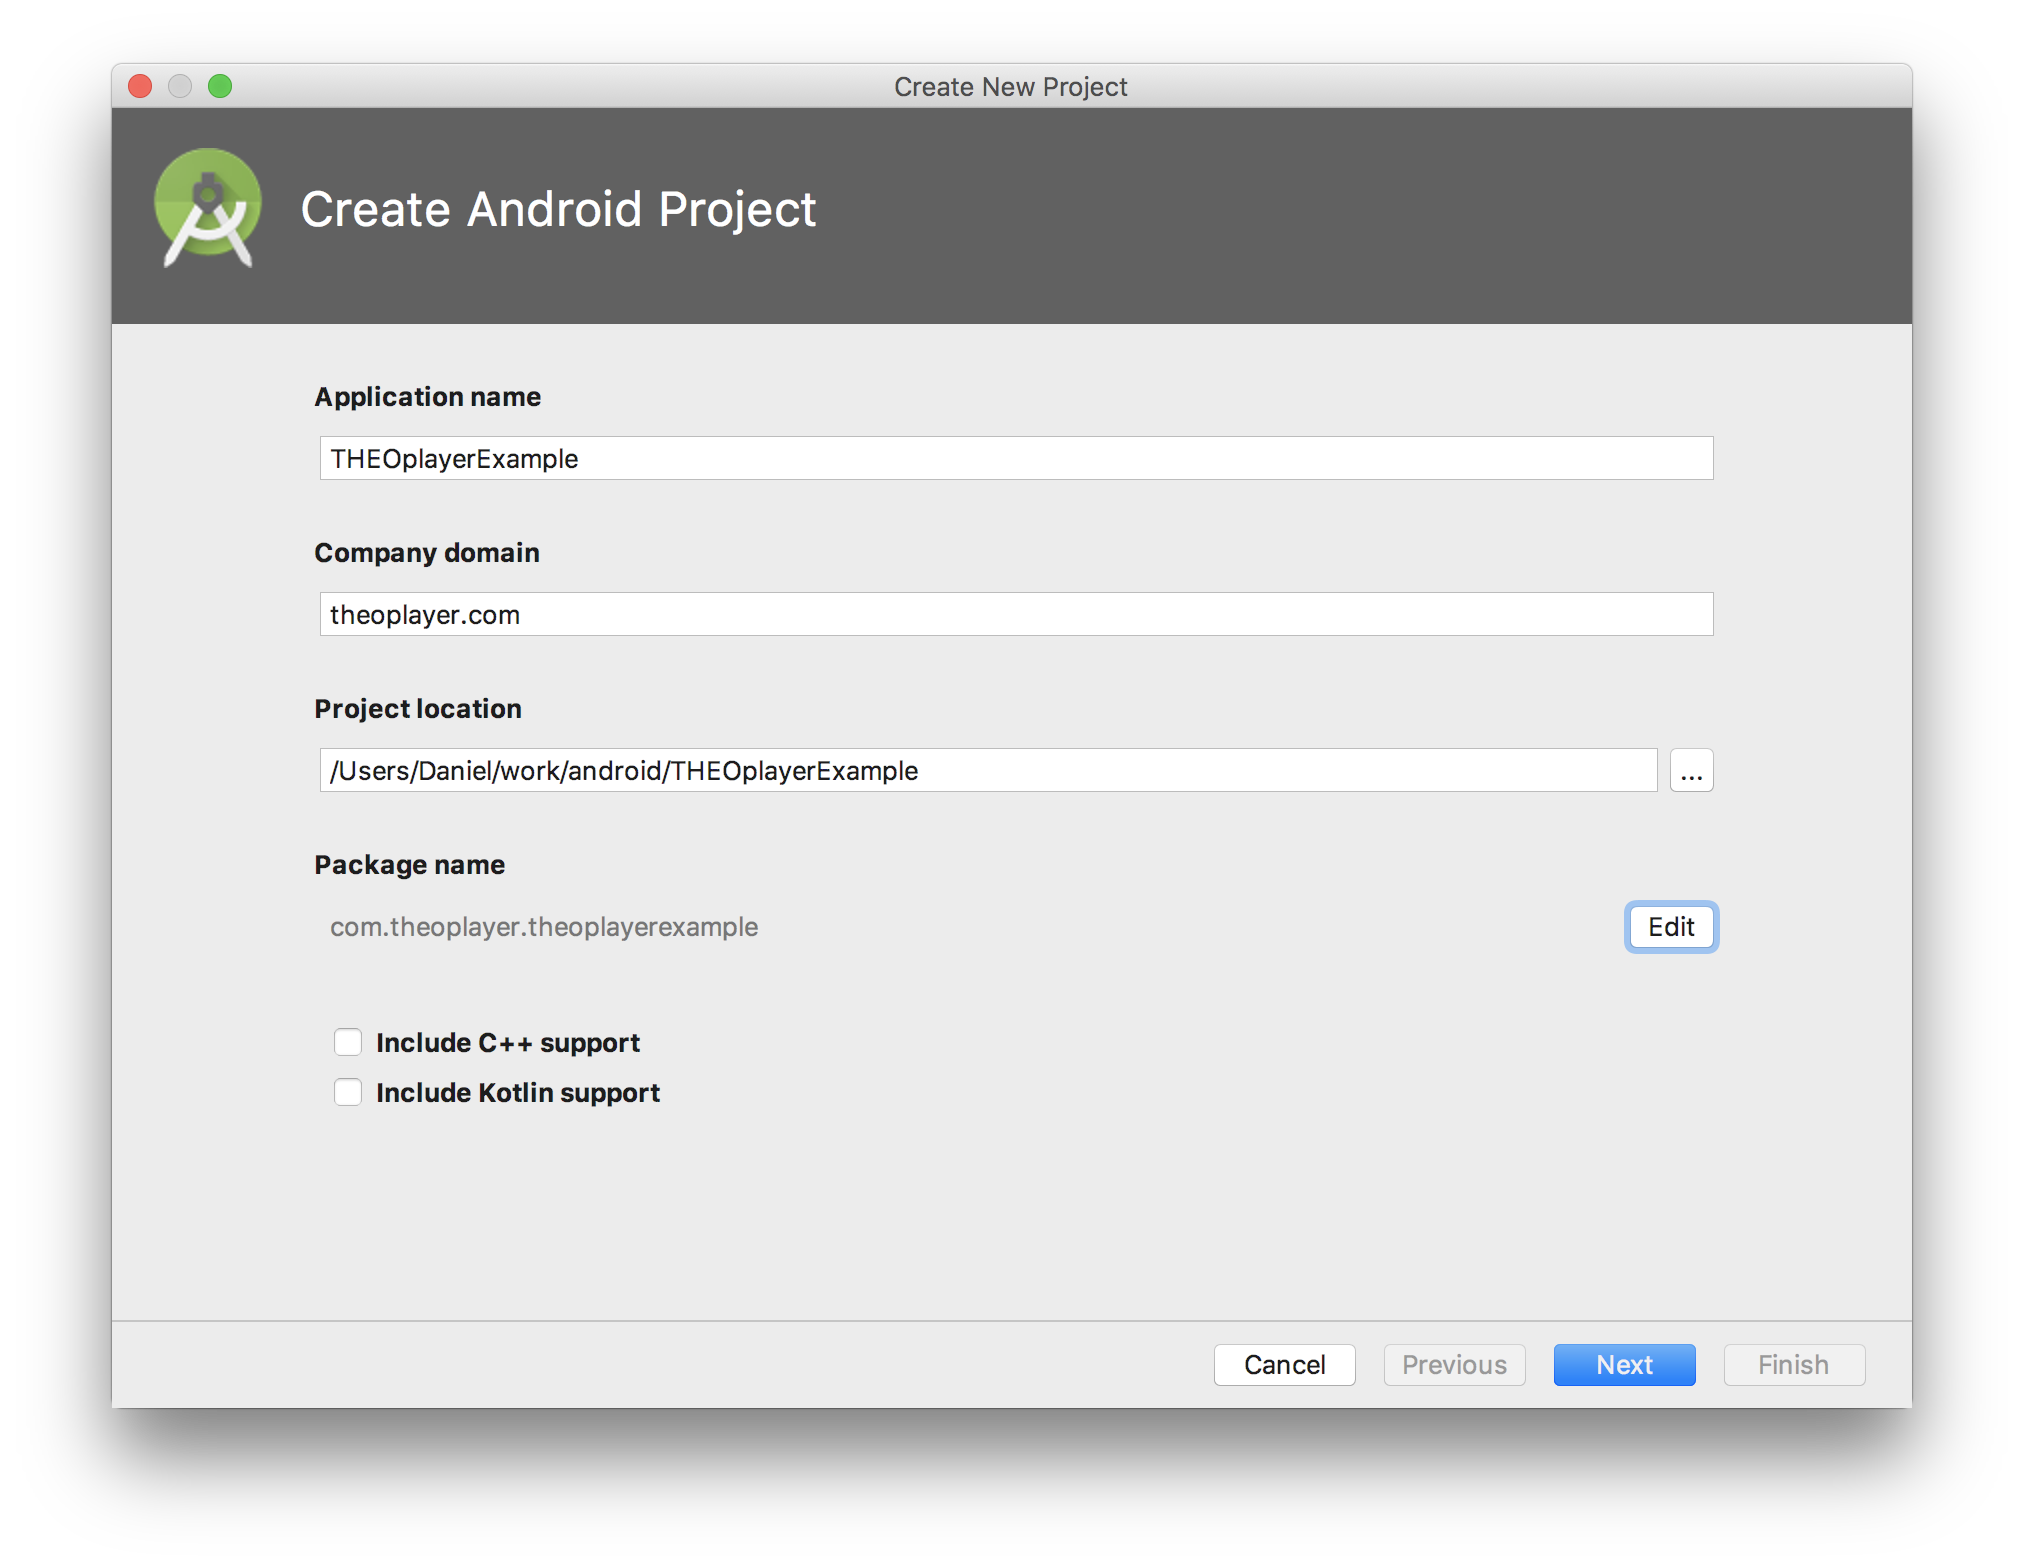 Create New Project
Create Android Project
Application name
THEOplayerExample
Company domain
theoplayer.com
Project location
/Users/Daniel/work/android/THEOplayerExample
...
Package name
com.theoplayer.theoplayerexample
Edit
Include C++ support
Include Kotlin support
Cancel Previous Next Finish